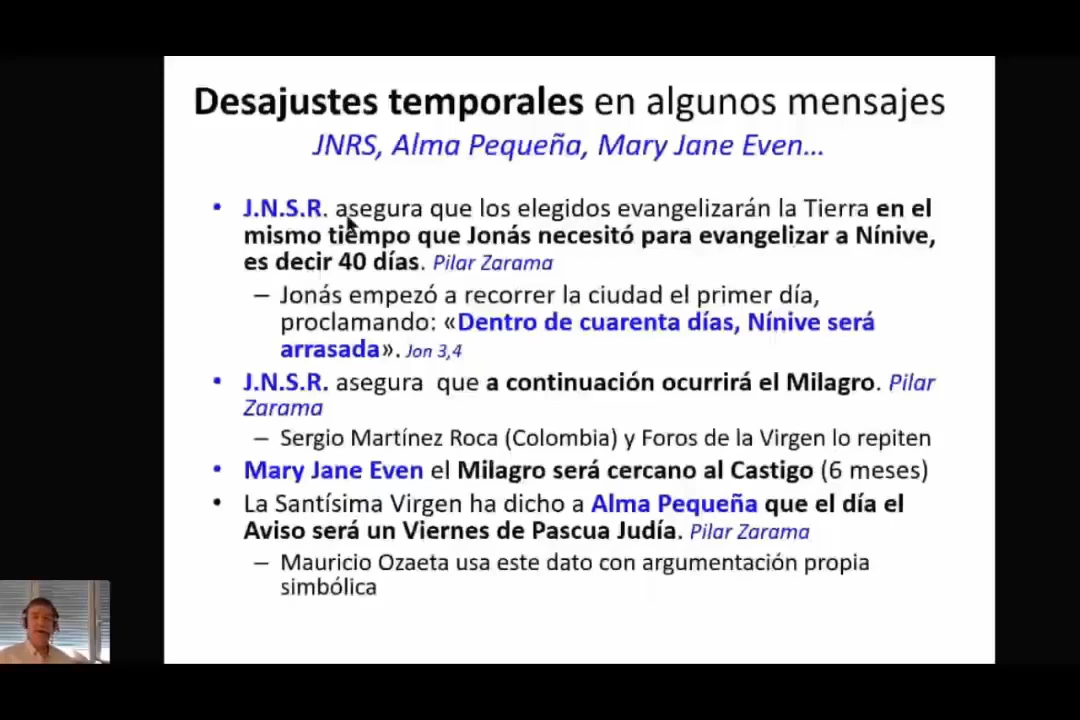 Desajustes temporales en algunos mensajes
JNRS, Alma Pequeña, Mary Jane Even...
• J.N.S.R. asegura que los elegidos evangelizarán la Tierra en el
mismo tiempo que Jonás necesitó para evangelizar a Nínive,
es decir 40 días. Pilar Zarama
– Jonás empezó a recorrer la ciudad el primer día,
proclamando: «Dentro de cuarenta días, Nínive será
arrasada». Jon 3,4
• J.N.S.R. asegura que a continuación ocurrirá el Milagro. Pilar
Zarama
– Sergio Martínez Roca (Colombia) y Foros de la Virgen lo repiten
• Mary Jane Even el Milagro será cercano al Castigo (6 meses)
• La Santísima Virgen ha dicho a Alma Pequeña que el día el
Aviso será un Viernes de Pascua Judía. Pilar Zarama
– Mauricio Ozaeta usa este dato con argumentación propia
simbólica